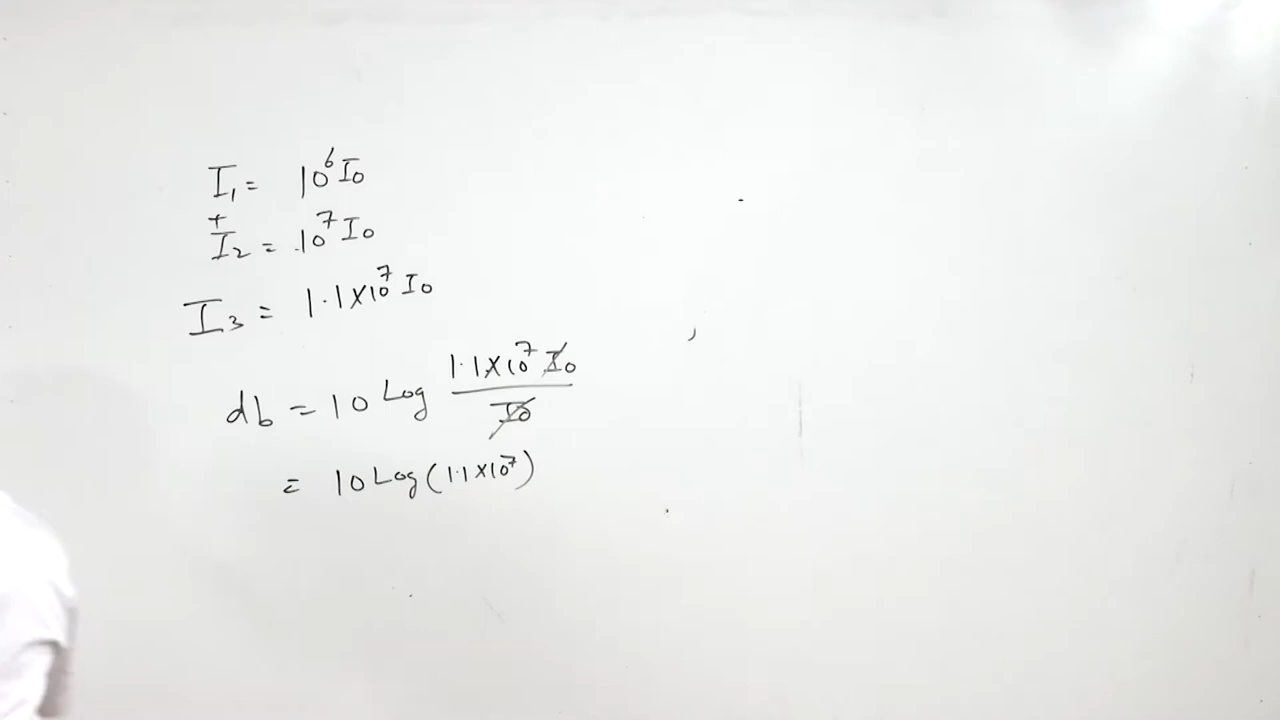 I₁ = 10⁶ I₀
+
I₂ = 10⁷ I₀
I₃ = 1.1×10⁷ I₀
db = 10 Log (1.1×10⁷ I₀)/(I₀)
= 10 Log (1.1×10⁷)